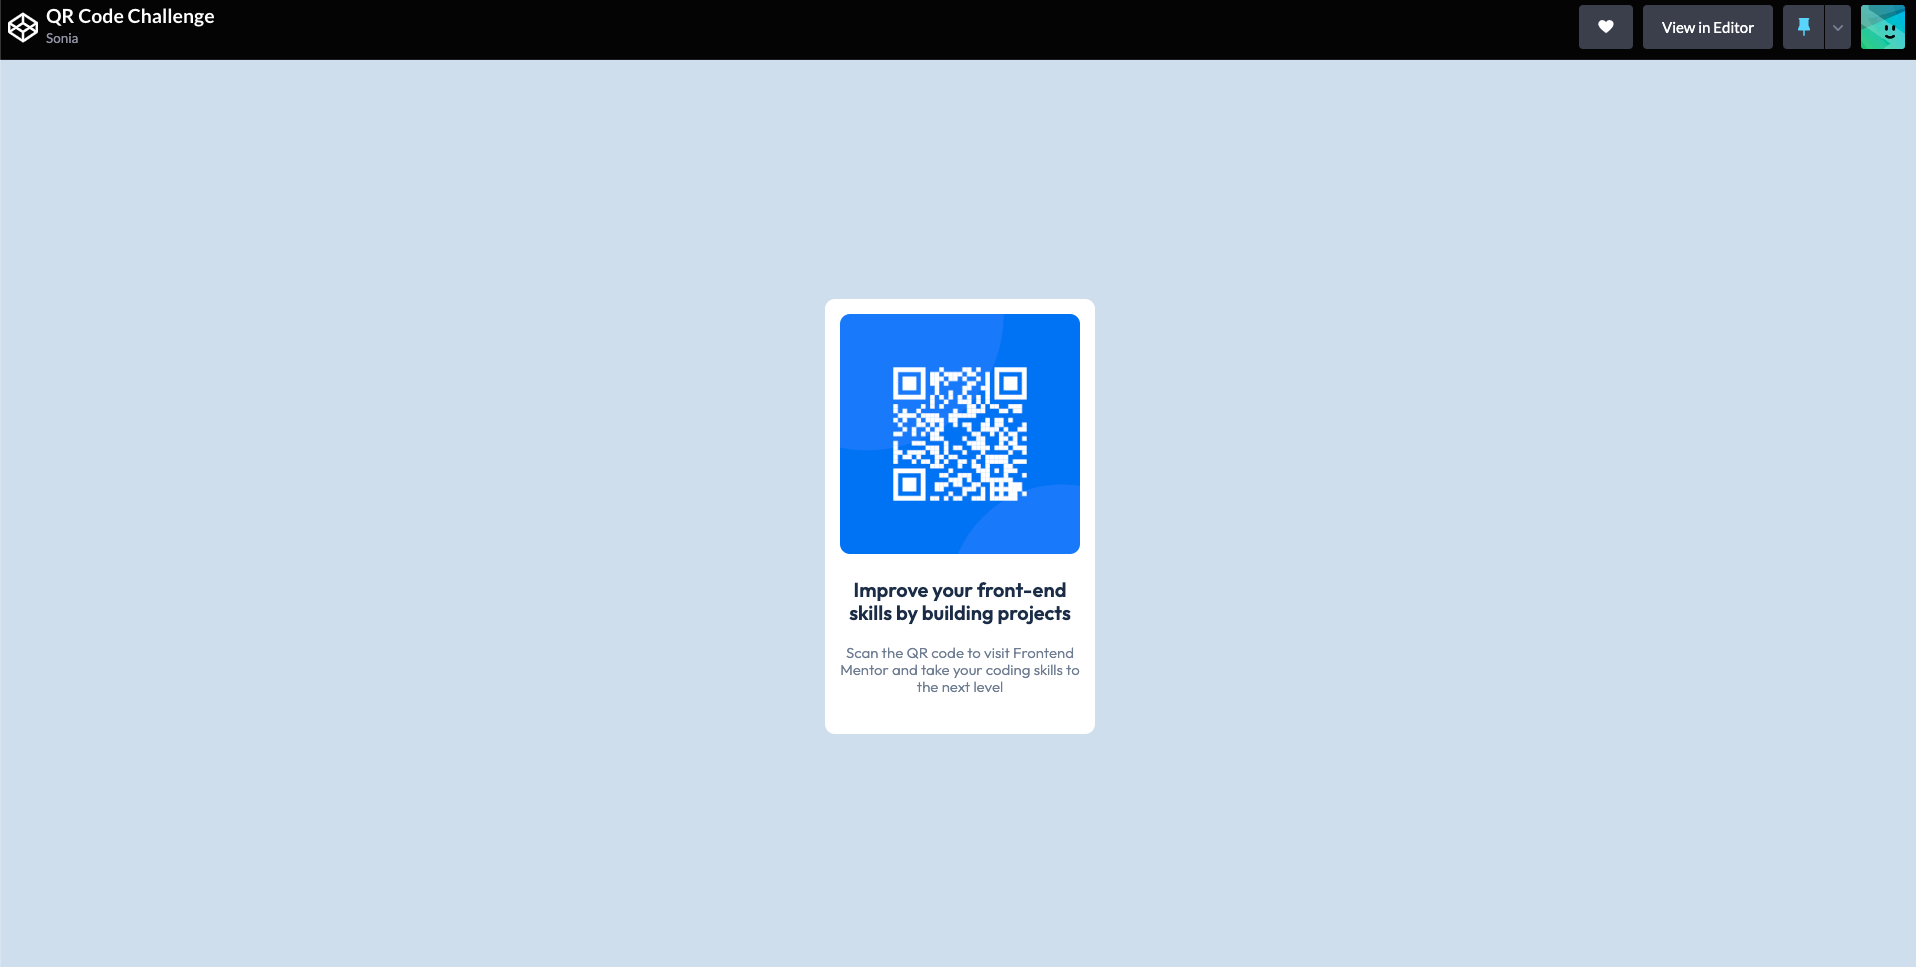 QR Code Challenge
Sonia
View in Editor
Improve your front-end
skills by building projects
Scan the QR code to visit Frontend
Mentor and take your coding skills to
the next level